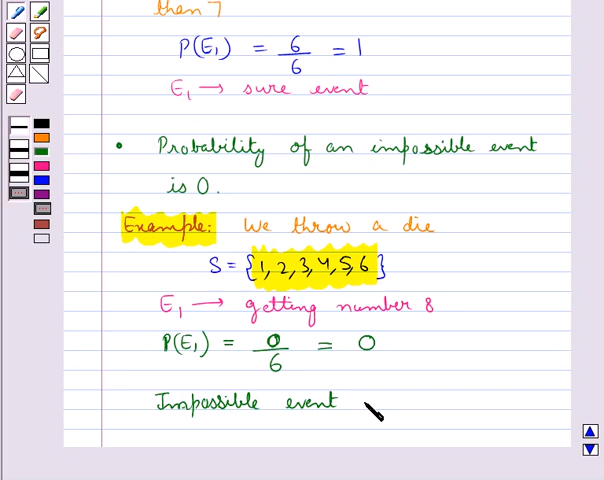 then 7
P(E₁) = 6/6 = 1
E₁ → sure event
• Probability of an impossible event
is 0.
Example: We throw a die
S = {1, 2, 3, 4, 5, 6}
E₁ → getting number 8
P(E₁) = 0/6 = 0
Impossible event